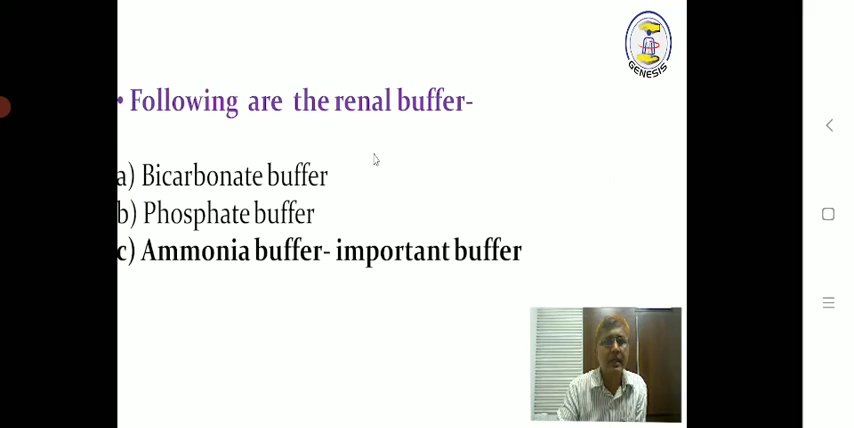 GENESIS
• Following are the renal buffer-
a) Bicarbonate buffer
b) Phosphate buffer
c) Ammonia buffer- important buffer